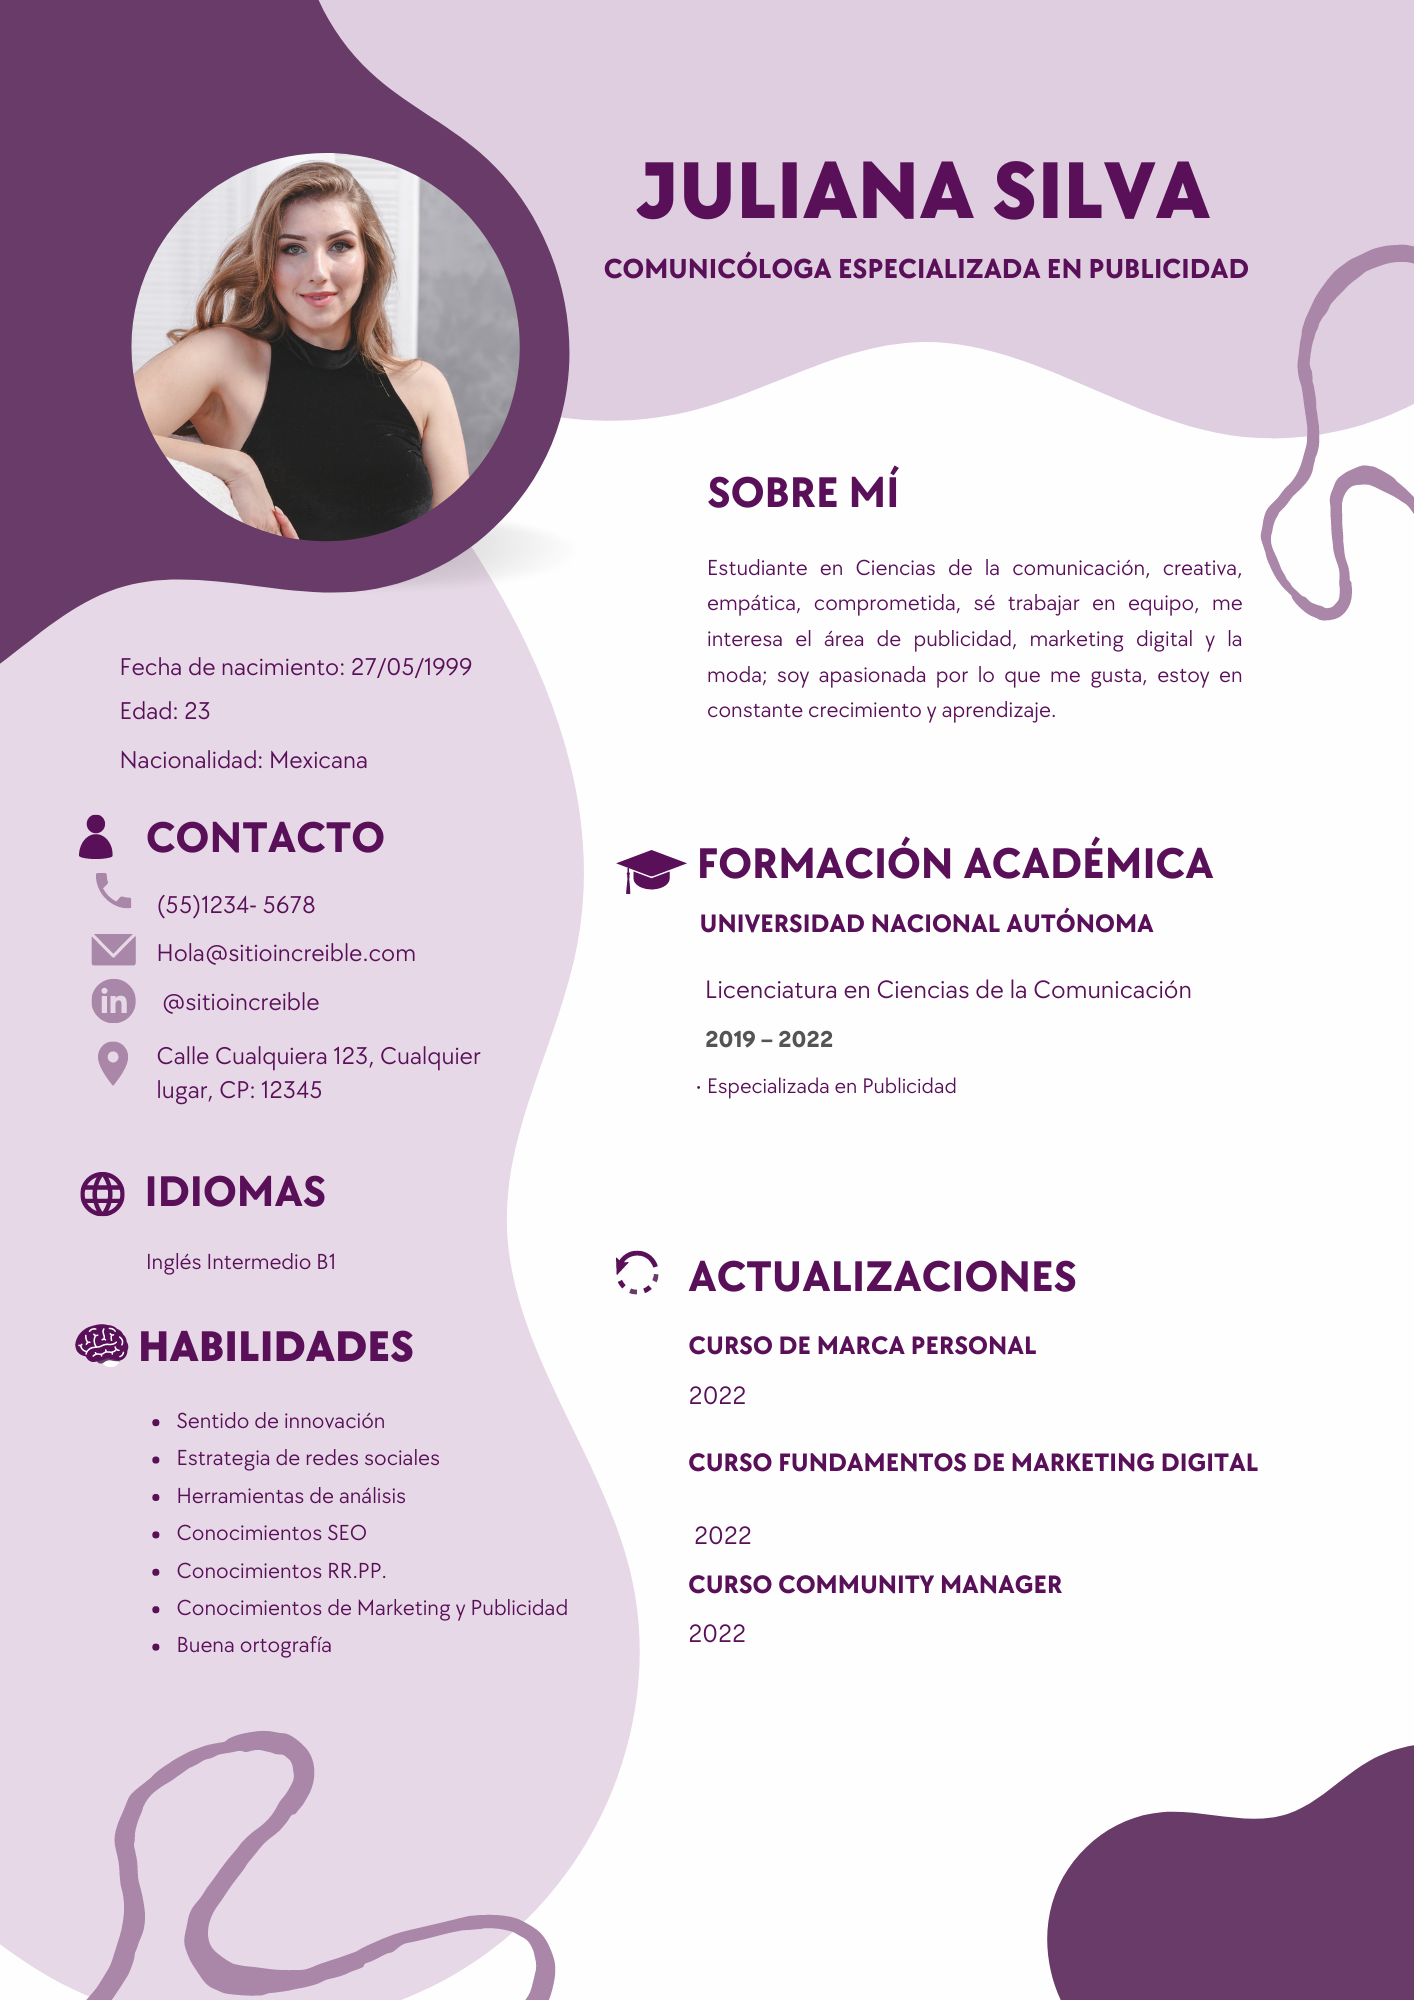 JULIANA SILVA
COMUNICÓLOGA ESPECIALIZADA EN PUBLICIDAD
Fecha de nacimiento: 27/05/1999
Edad: 23
Nacionalidad: Mexicana
CONTACTO
(55)1234- 5678
Hola@sitioincreible.com
in
@sitioincreible
Calle Cualquiera 123, Cualquier
lugar, CP: 12345
IDIOMAS
Inglés Intermedio B1
HABILIDADES
• Sentido de innovación
• Estrategia de redes sociales
• Herramientas de análisis
• Conocimientos SEO
• Conocimientos RR.PP.
• Conocimientos de Marketing y Publicidad
• Buena ortografía
SOBRE MÍ
Estudiante en Ciencias de la comunicación, creativa,
empática, comprometida, sé trabajar en equipo, me
interesa el área de publicidad, marketing digital y la
moda; soy apasionada por lo que me gusta, estoy en
constante crecimiento y aprendizaje.
FORMACIÓN ACADÉMICA
UNIVERSIDAD NACIONAL AUTÓNOMA
Licenciatura en Ciencias de la Comunicación
2019 – 2022
· Especializada en Publicidad
ACTUALIZACIONES
CURSO DE MARCA PERSONAL
2022
CURSO FUNDAMENTOS DE MARKETING DIGITAL
2022
CURSO COMMUNITY MANAGER
2022